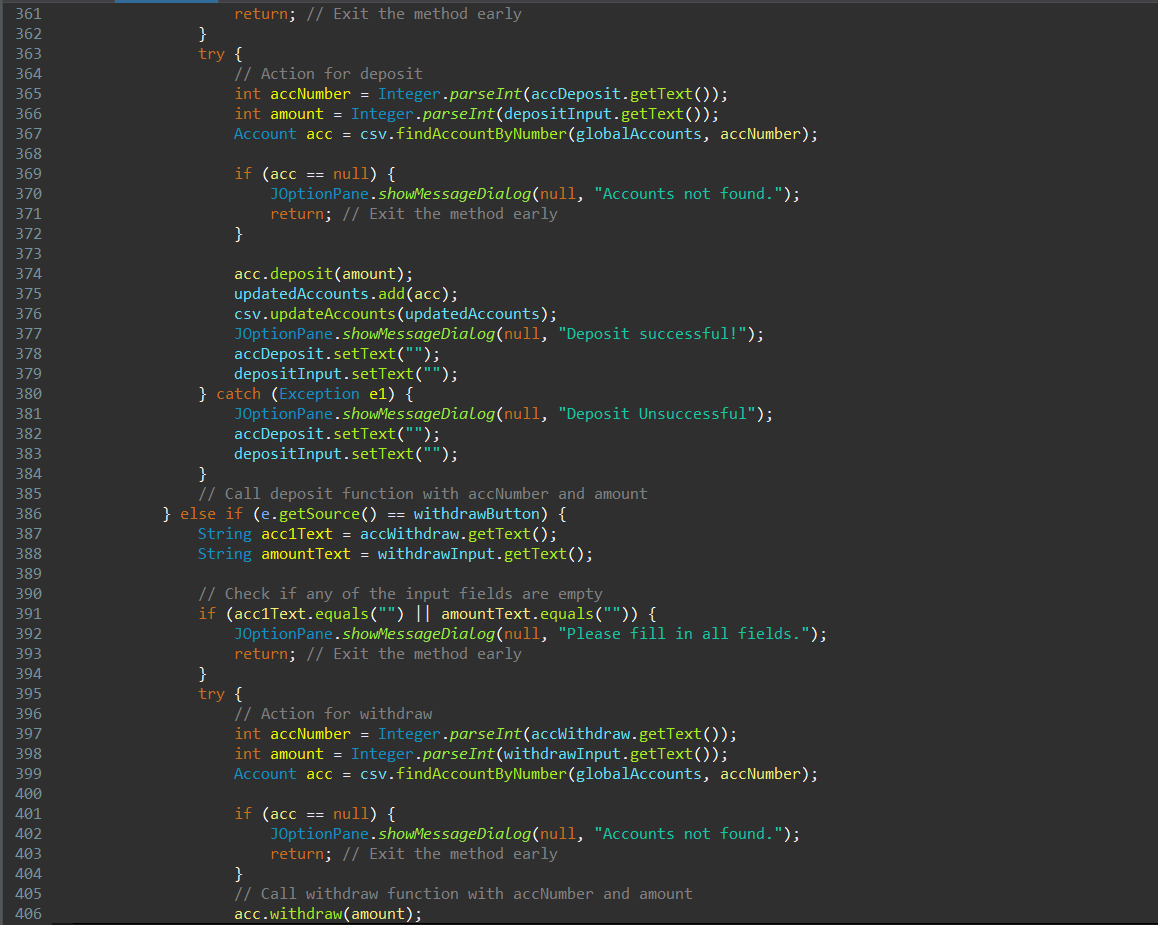 361 return; // Exit the method early
362 }
363 try {
364 // Action for deposit
365 int accNumber = Integer.parseInt(accDeposit.getText());
366 int amount = Integer.parseInt(depositInput.getText());
367 Account acc = csv.findAccountByNumber(globalAccounts, accNumber);
368
369 if (acc == null) {
370 JOptionPane.showMessageDialog(null, "Accounts not found.");
371 return; // Exit the method early
372 }
373
374 acc.deposit(amount);
375 updatedAccounts.add(acc);
376 csv.updateAccounts(updatedAccounts);
377 JOptionPane.showMessageDialog(null, "Deposit successful!");
378 accDeposit.setText("");
379 depositInput.setText("");
380 } catch (Exception e1) {
381 JOptionPane.showMessageDialog(null, "Deposit Unsuccessful");
382 accDeposit.setText("");
383 depositInput.setText("");
384 }
385 // Call deposit function with accNumber and amount
386 } else if (e.getSource() == withdrawButton) {
387 String acc1Text = accWithdraw.getText();
388 String amountText = withdrawInput.getText();
389
390 // Check if any of the input fields are empty
391 if (acc1Text.equals("") || amountText.equals("")) {
392 JOptionPane.showMessageDialog(null, "Please fill in all fields.");
393 return; // Exit the method early
394 }
395 try {
396 // Action for withdraw
397 int accNumber = Integer.parseInt(accWithdraw.getText());
398 int amount = Integer.parseInt(withdrawInput.getText());
399 Account acc = csv.findAccountByNumber(globalAccounts, accNumber);
400
401 if (acc == null) {
402 JOptionPane.showMessageDialog(null, "Accounts not found.");
403 return; // Exit the method early
404 }
405 // Call withdraw function with accNumber and amount
406 acc.withdraw(amount);